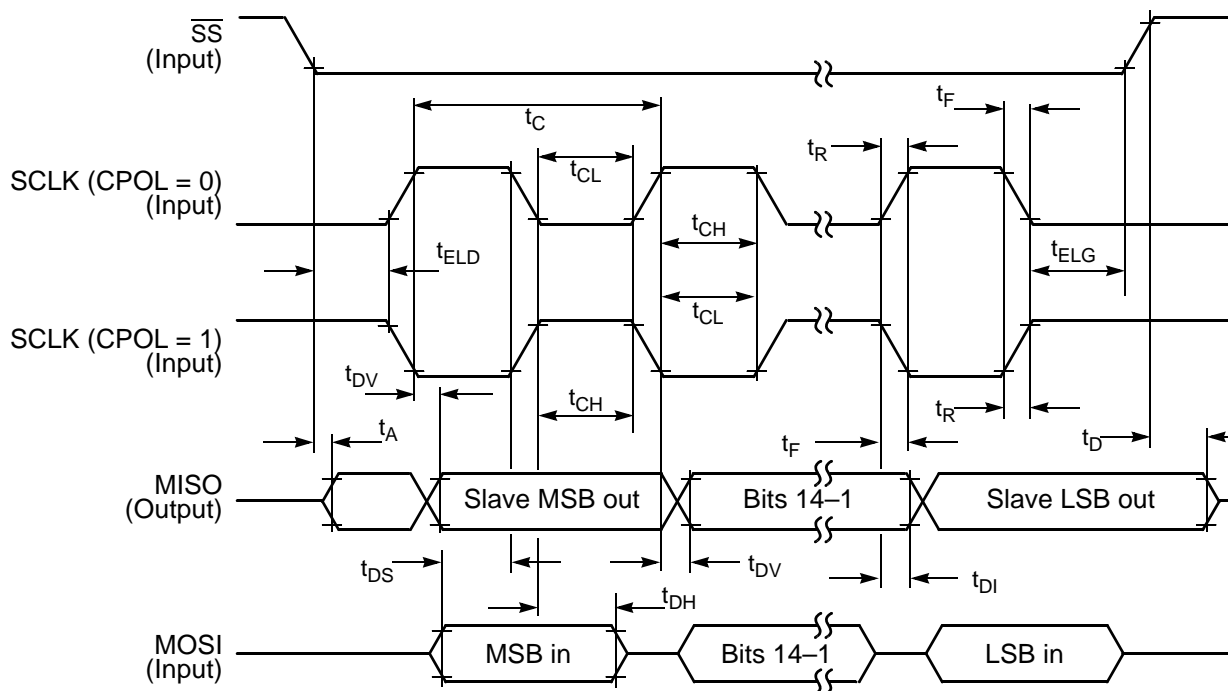 SS
(Input)
tF
tC
tR
tCL
SCLK (CPOL = 0)
(Input)
tCH
tELD
tELG
tCL
SCLK (CPOL = 1)
(Input)
tDV
tCH
tR
tA
tF
tD
MISO
(Output)
Slave MSB out
Bits 14–1
Slave LSB out
tDS
tDV
tDI
tDH
MOSI
(Input)
MSB in
Bits 14–1
LSB in